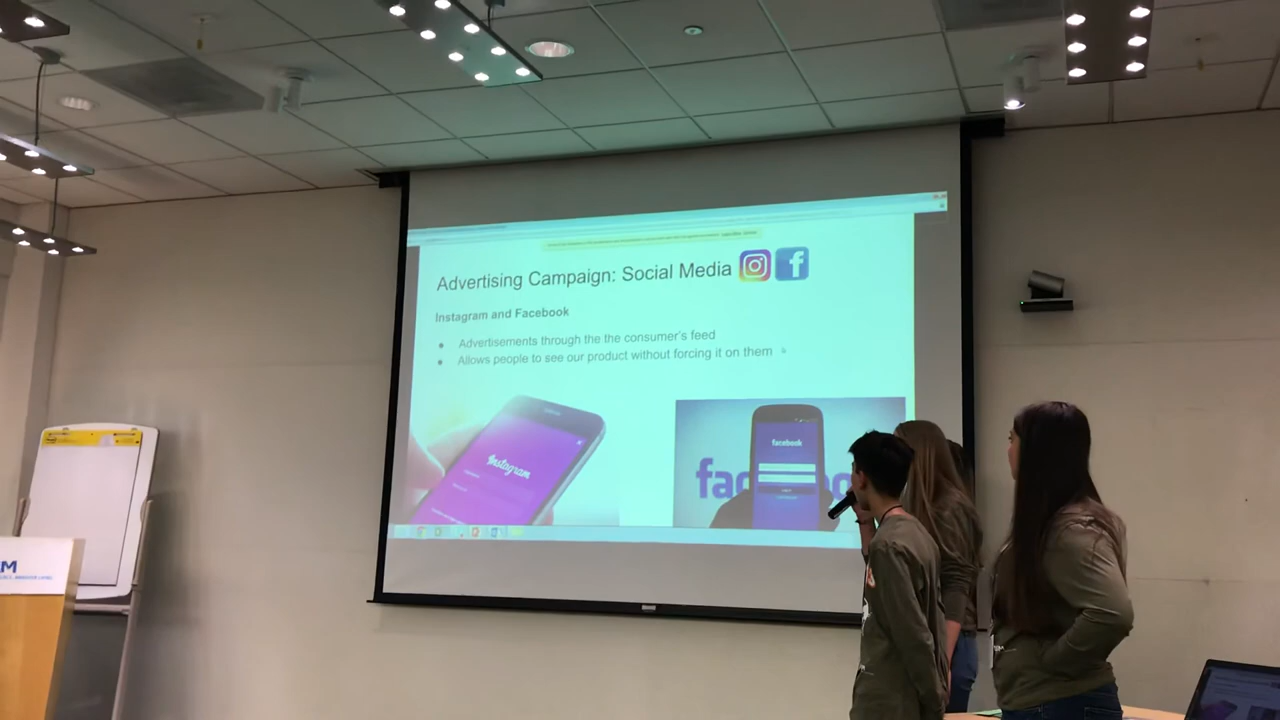 Advertising Campaign: Social Media
Instagram and Facebook
● Advertisements through the the consumer's feed
● Allows people to see our product without forcing it on them
Instagram
facebook
M